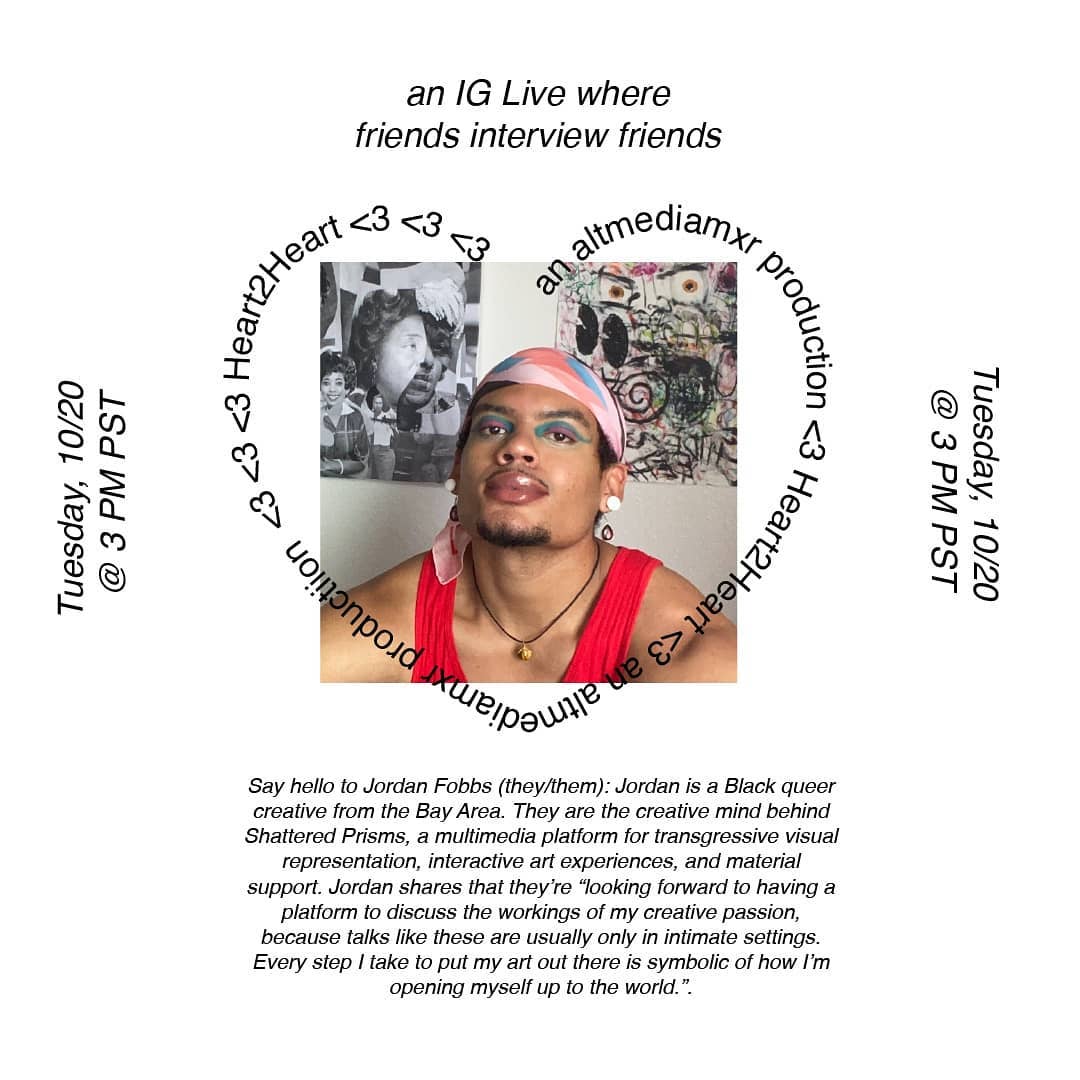 an IG Live where
friends interview friends
<3 <3 Heart2Heart <3 <3 <3
an altmediamxr production <3 Heart2Heart <3 an altmediamxr productiion <3
Tuesday, 10/20
@ 3 PM PST
Tuesday, 10/20
@ 3 PM PST
Say hello to Jordan Fobbs (they/them): Jordan is a Black queer
creative from the Bay Area. They are the creative mind behind
Shattered Prisms, a multimedia platform for transgressive visual
representation, interactive art experiences, and material
support. Jordan shares that they’re “looking forward to having a
platform to discuss the workings of my creative passion,
because talks like these are usually only in intimate settings.
Every step I take to put my art out there is symbolic of how I’m
opening myself up to the world.”.